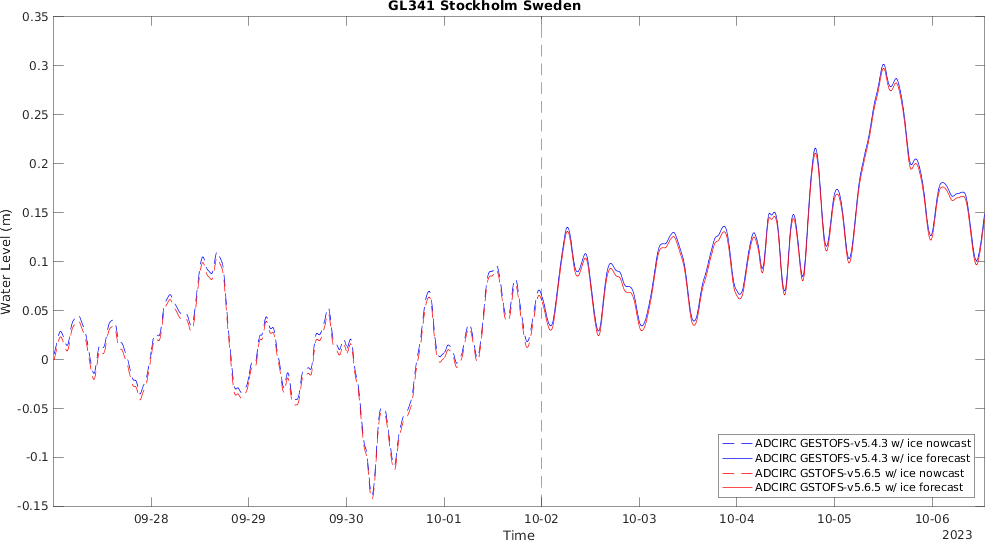 GL341 Stockholm Sweden
0.35
0.3
0.25
0.2
0.15
0.1
0.05
0
-0.05
-0.1
-0.15
Water Level (m)
ADCIRC GESTOFS-v5.4.3 w/ ice nowcast
ADCIRC GESTOFS-v5.4.3 w/ ice forecast
ADCIRC GSTOFS-v5.6.5 w/ ice nowcast
ADCIRC GSTOFS-v5.6.5 w/ ice forecast
09-28 09-29 09-30 10-01 10-02 10-03 10-04 10-05 10-06
Time
2023